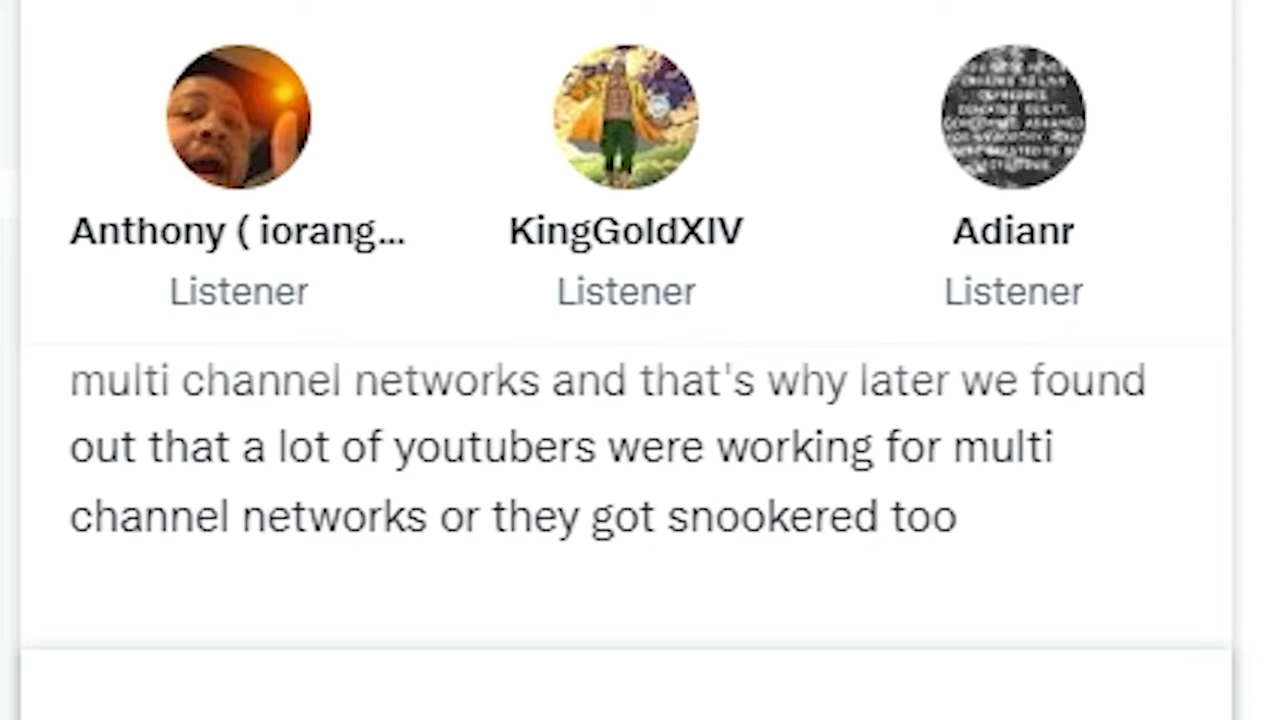 Anthony ( iorang...
KingGoldXIV
Adianr
Listener
Listener
Listener
multi channel networks and that's why later we found
out that a lot of youtubers were working for multi
channel networks or they got snookered too